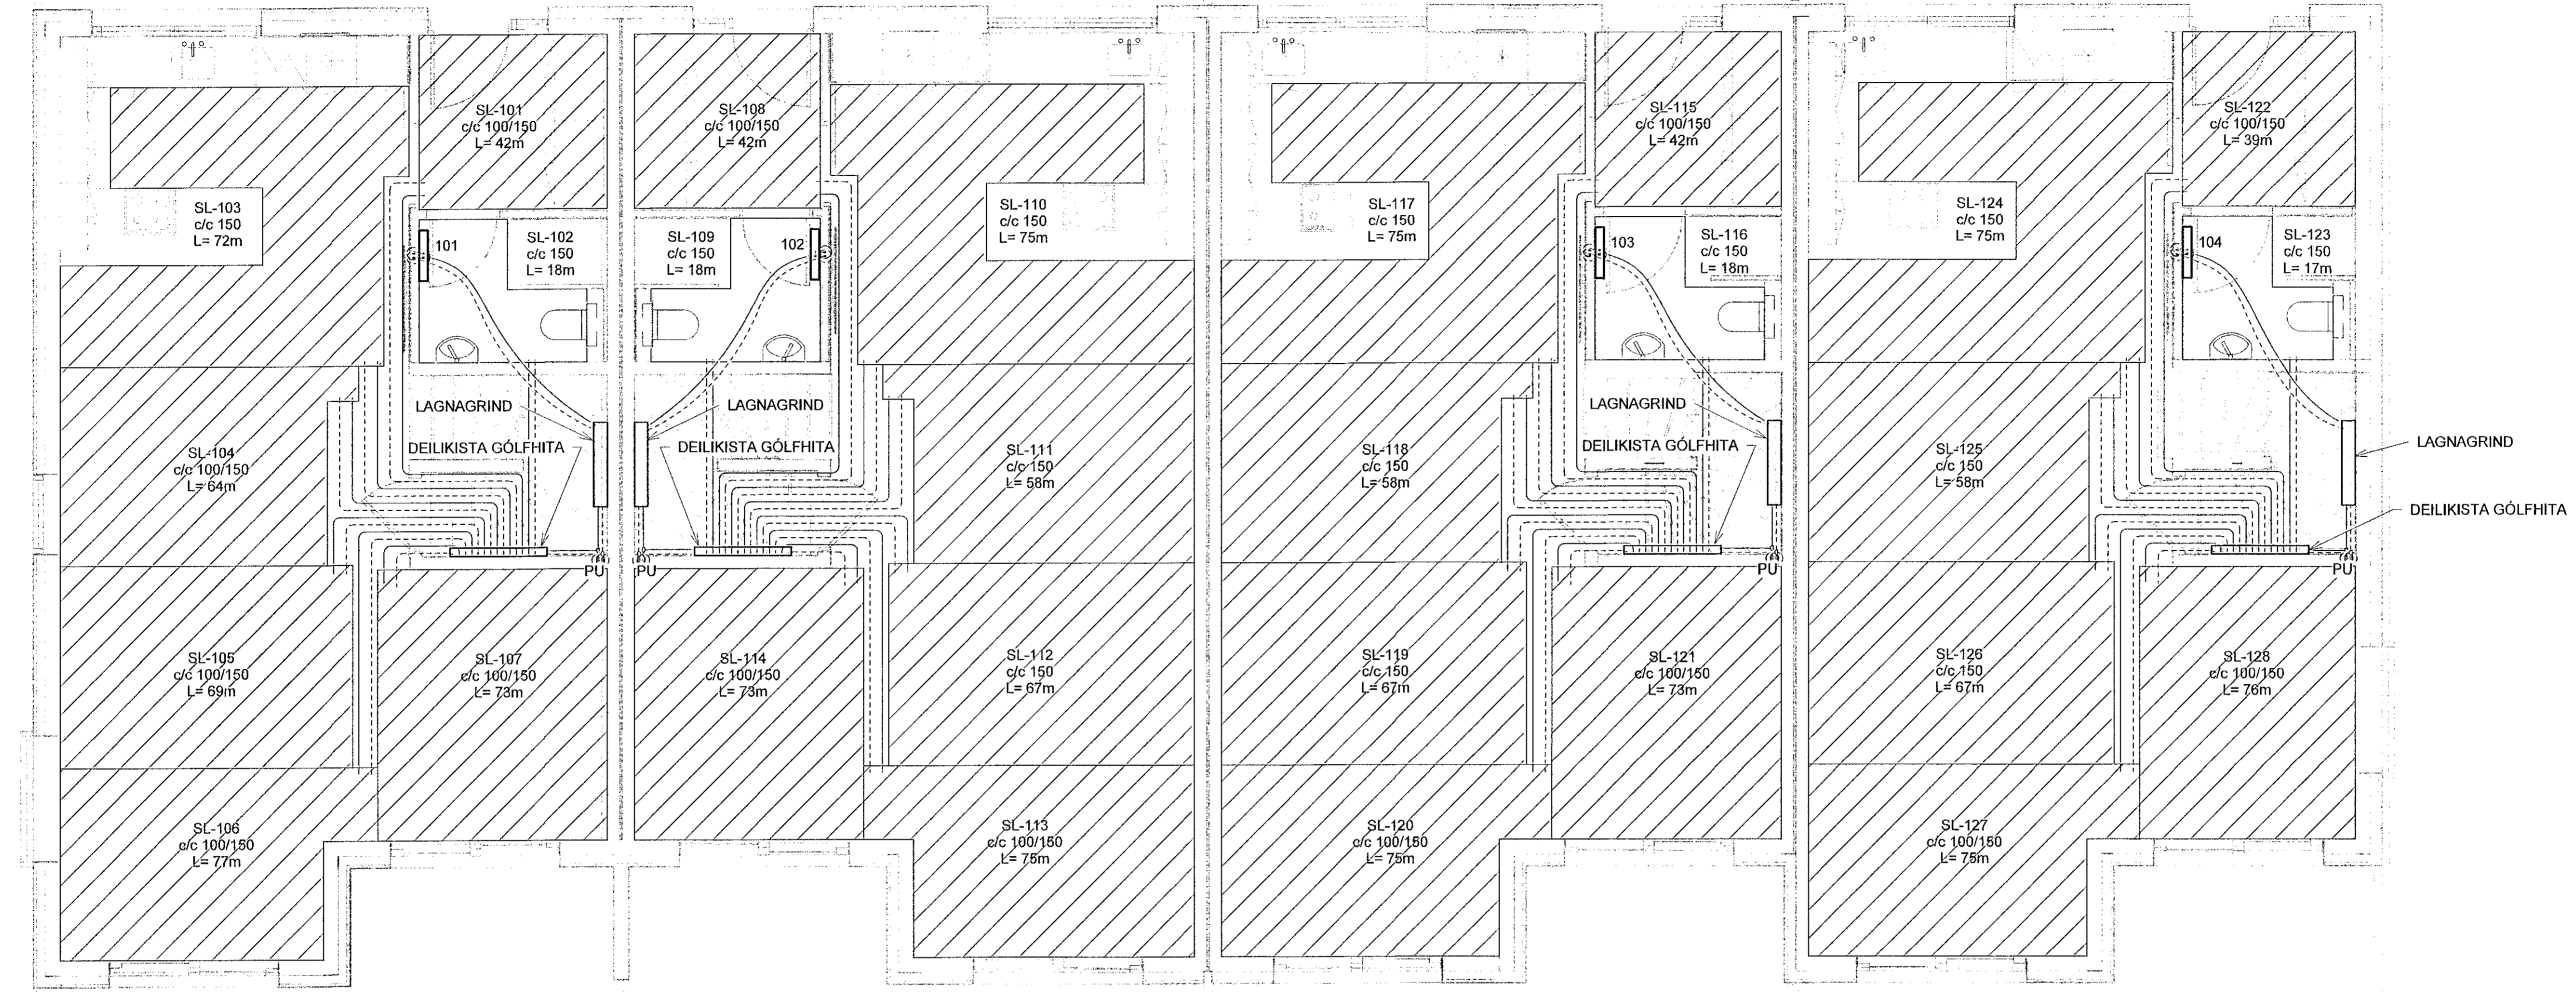 SL-101
c/c 100/150
L= 42m
SL-103
c/c 150
L= 72m
101
SL-102
c/c 150
L= 18m
LAGNAGRIND
DEILIKISTA GÓLFHITA
SL-104
c/c 100/150
L= 64m
PU
SL-105
c/c 100/150
L= 69m
SL-107
c/c 100/150
L= 73m
SL-106
c/c 100/150
L= 77m
SL-108
c/c 100/150
L= 42m
SL-109
c/c 150
L= 18m
102
SL-110
c/c 150
L= 75m
LAGNAGRIND
DEILIKISTA GÓLFHITA
SL-111
c/c 150
L= 58m
PU
SL-114
c/c 100/150
L= 73m
SL-112
c/c 150
L= 67m
SL-113
c/c 100/150
L= 75m
SL-115
c/c 100/150
L= 42m
SL-117
c/c 150
L= 75m
103
SL-116
c/c 150
L= 18m
LAGNAGRIND
DEILIKISTA GÓLFHITA
SL-118
c/c 150
L= 58m
PU
SL-119
c/c 150
L= 67m
SL-121
c/c 100/150
L= 73m
SL-120
c/c 100/150
L= 75m
SL-122
c/c 100/150
L= 39m
SL-124
c/c 150
L= 75m
104
SL-123
c/c 150
L= 17m
LAGNAGRIND
DEILIKISTA GÓLFHITA
SL-125
c/c 150
L= 58m
PU
SL-126
c/c 150
L= 67m
SL-128
c/c 100/150
L= 76m
SL-127
c/c 100/150
L= 75m